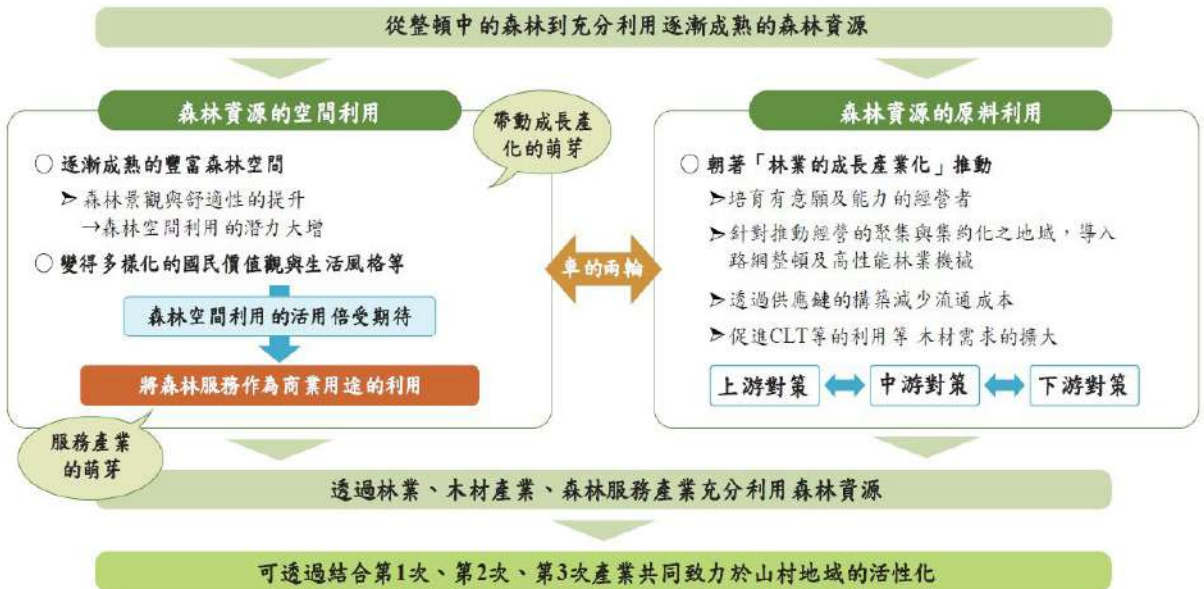 從整頓中的森林到充分利用逐漸成熟的森林資源
森林資源的空間利用
帶動成長產
化的萌芽
○ 逐漸成熟的豐富森林空間
➢ 森林景觀與舒適性的提升
→森林空間利用的潛力大增
○ 變得多樣化的國民價值觀與生活風格等
森林空間利用的活用倍受期待
將森林服務作為商業用途的利用
服務產業
的萌芽
車的兩輪
森林資源的原料利用
○ 朝著「林業的成長產業化」推動
➢培育有意願及能力的經營者
➢針對推動經營的聚集與集約化之地域，導入
路網整頓及高性能林業機械
➢透過供應鏈的構築減少流通成本
➢促進CLT等的利用等 木材需求的擴大
上游對策 中游對策 下游對策
透過林業、木材產業、森林服務產業充分利用森林資源
可透過結合第1次、第2次、第3次產業共同致力於山村地域的活性化